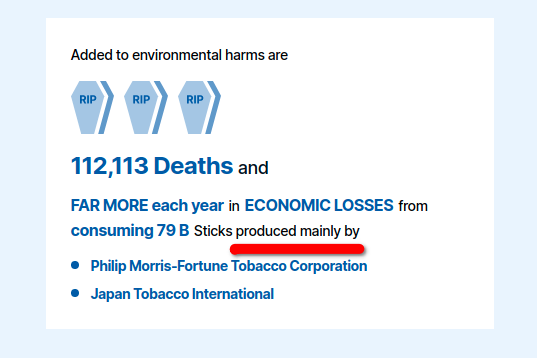 Added to environmental harms are
RIP RIP RIP
112,113 Deaths and
FAR MORE each year in ECONOMIC LOSSES from
consuming 79 B Sticks produced mainly by
Philip Morris-Fortune Tobacco Corporation
Japan Tobacco International